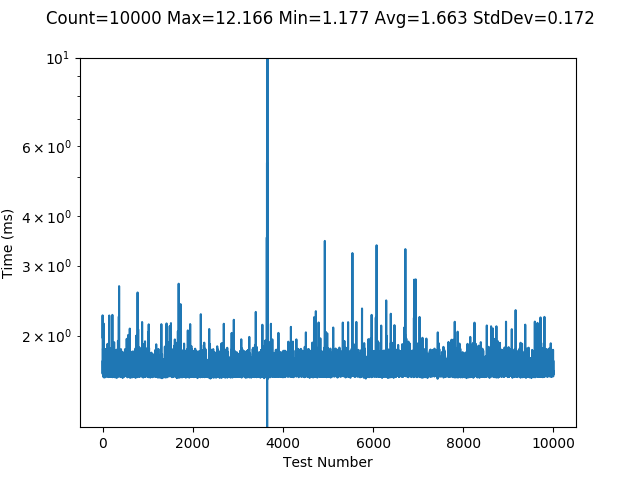 Count=10000 Max=12.166 Min=1.177 Avg=1.663 StdDev=0.172
10¹
6 × 10⁰
4 × 10⁰
3 × 10⁰
2 × 10⁰
Time (ms)
0 2000 4000 6000 8000 10000
Test Number